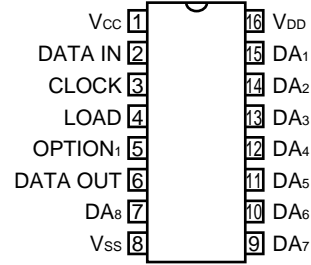 Vcc 1 16 VDD
DATA IN 2 15 DA1
CLOCK 3 14 DA2
LOAD 4 13 DA3
OPTION1 5 12 DA4
DATA OUT 6 11 DA5
DA8 7 10 DA6
Vss 8 9 DA7